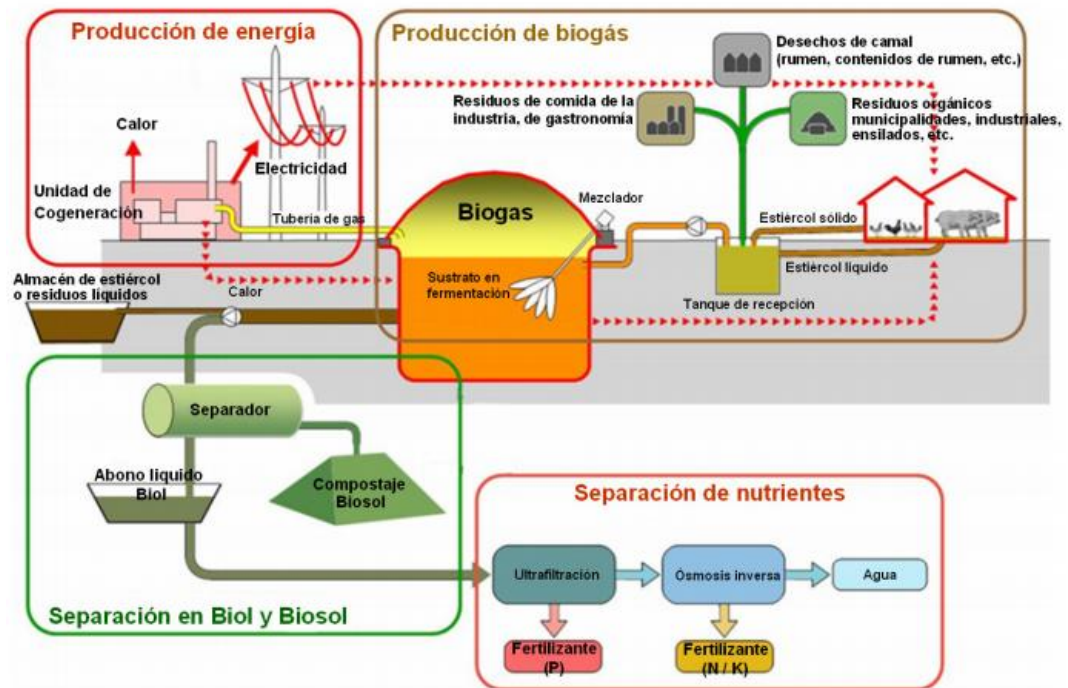 Producción de energía
Producción de biogás
Desechos de camal
(rumen, contenidos de rumen, etc.)
Residuos de comida de la
industria, de gastronomía
Residuos orgánicos
municipalidades, industriales,
ensilados, etc.
Calor
Electricidad
Unidad de
Cogeneración
Tubería de gas
Biogas
Mezclador
Estiércol sólido
Estiércol líquido
Sustrato en
fermentación
Tanque de recepción
Almacén de estiércol
o residuos líquidos
Calor
Separador
Abono liquido
Biol
Compostaje
Biosol
Separación en Biol y Biosol
Separación de nutrientes
Ultrafiltración
Ósmosis inversa
Agua
Fertilizante
(P)
Fertilizante
(N / K)